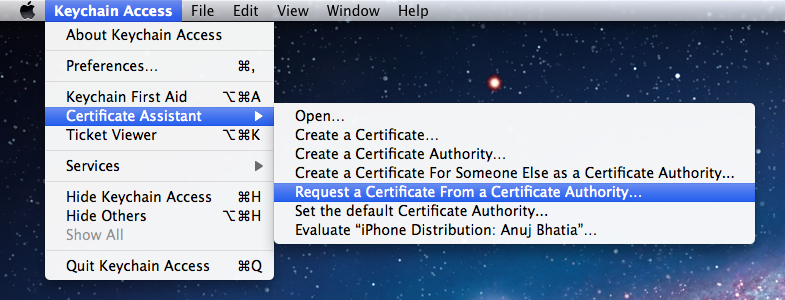 Keychain Access File Edit View Window Help
About Keychain Access
Preferences... ⌘,
Keychain First Aid ⌥⌘A
Certificate Assistant ▶
Ticket Viewer ⌥⌘K
Services ▶
Hide Keychain Access ⌘H
Hide Others ⌥⌘H
Show All
Quit Keychain Access ⌘Q
Open...
Create a Certificate...
Create a Certificate Authority...
Create a Certificate For Someone Else as a Certificate Authority...
Request a Certificate From a Certificate Authority...
Set the default Certificate Authority...
Evaluate “iPhone Distribution: Anuj Bhatia”...